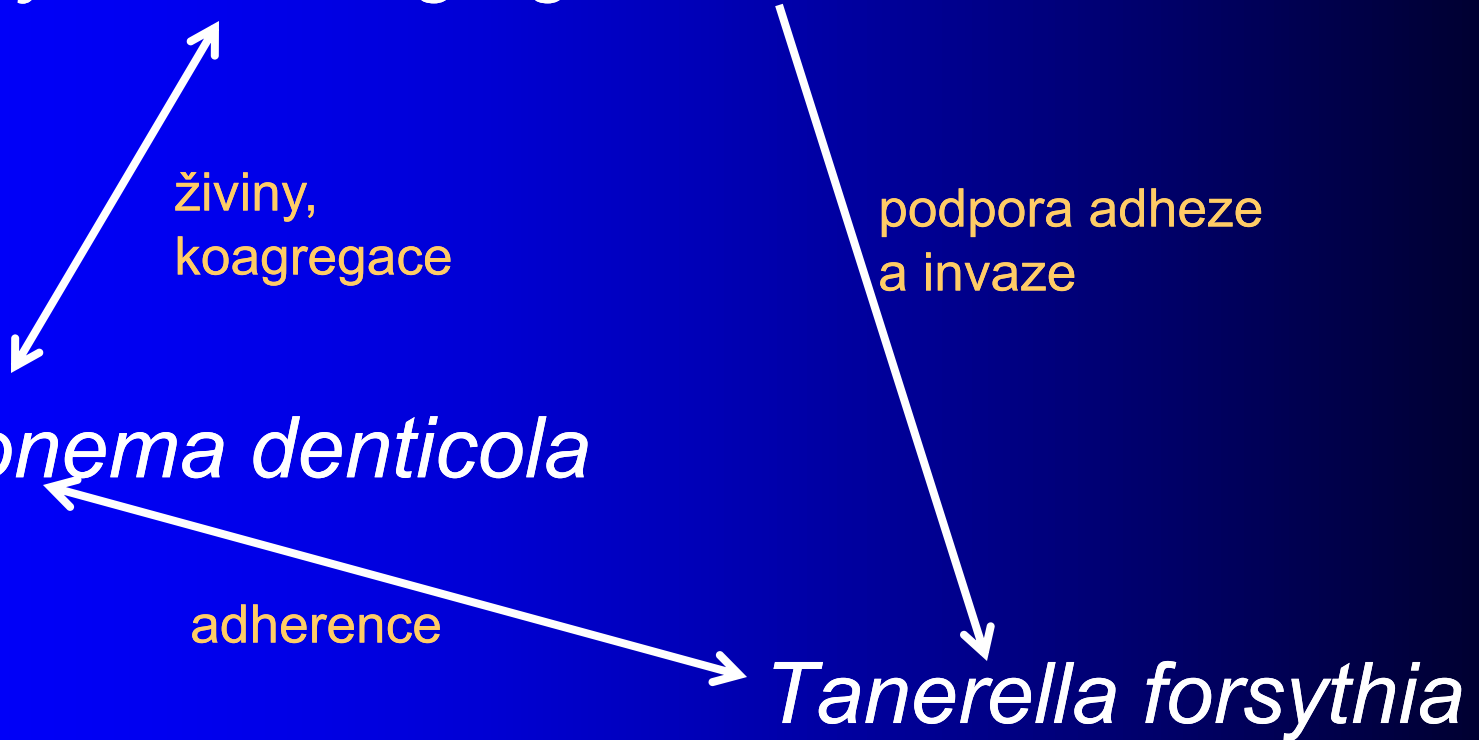 živiny,
koagregace
podpora adheze
a invaze
onema denticola
adherence
Tanerella forsythia